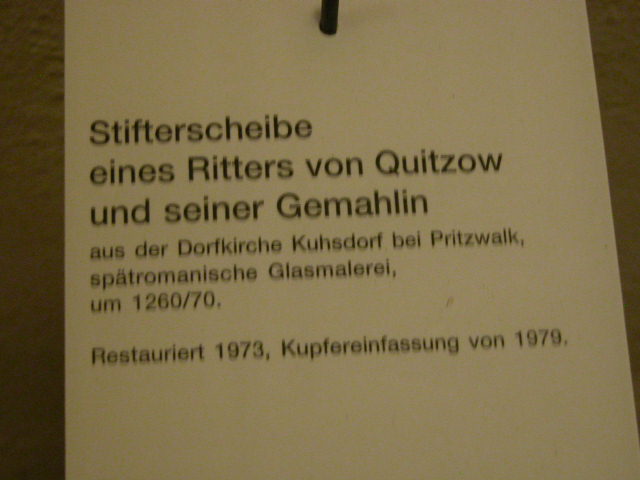 Stifterscheibe
eines Ritters von Quitzow
und seiner Gemahlin
aus der Dorfkirche Kuhsdorf bei Pritzwalk,
spätromanische Glasmalerei,
um 1260/70.
Restauriert 1973, Kupfereinfassung von 1979.